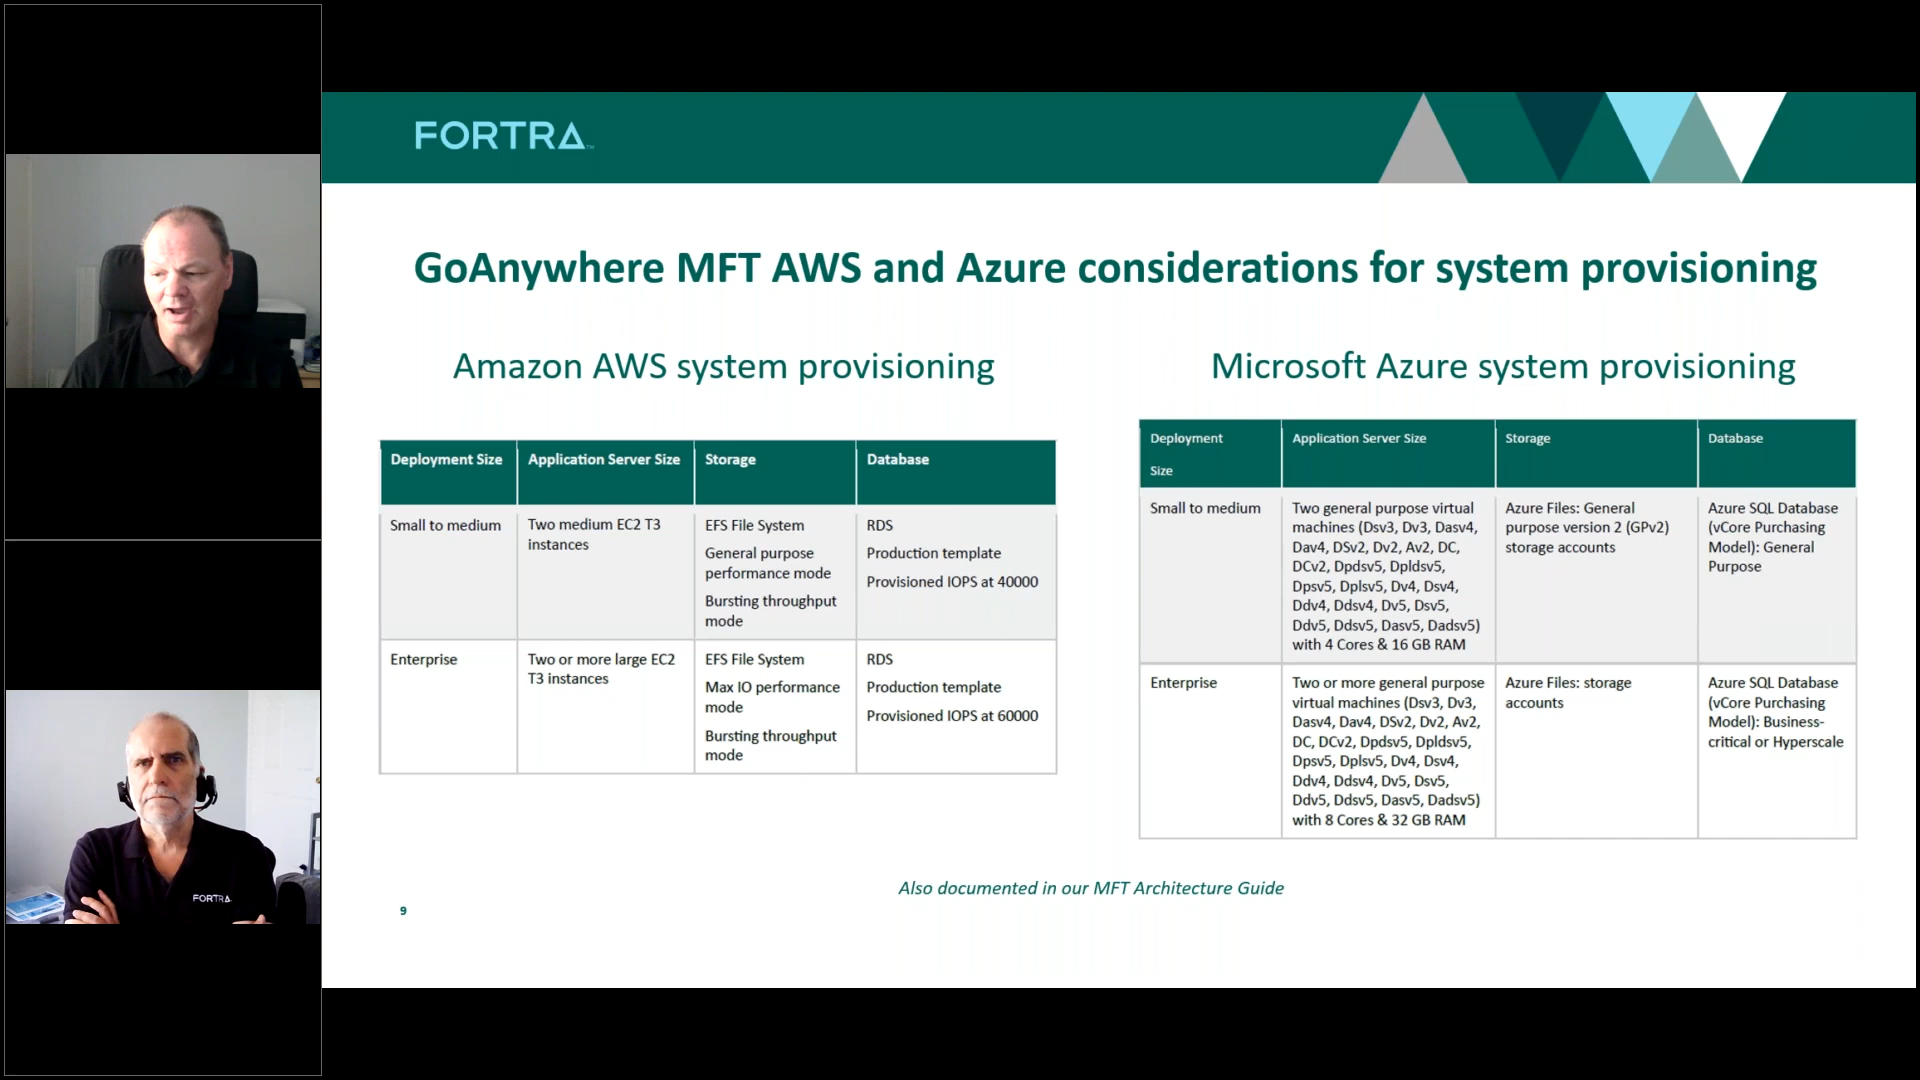 FORTRA™
GoAnywhere MFT AWS and Azure considerations for system provisioning
Amazon AWS system provisioning
Deployment Size
Application Server Size
Storage
Database
Small to medium
Two medium EC2 T3
instances
EFS File System
General purpose
performance mode
Bursting throughput
mode
RDS
Production template
Provisioned IOPS at 40000
Enterprise
Two or more large EC2
T3 instances
EFS File System
Max IO performance
mode
Bursting throughput
mode
RDS
Production template
Provisioned IOPS at 60000
Microsoft Azure system provisioning
Deployment
Size
Application Server Size
Storage
Database
Small to medium
Two general purpose virtual
machines (Dsv3, Dv3, Dasv4,
Dav4, DSv2, Dv2, Av2, DC,
DCv2, Dpdsv5, Dpldsv5,
Dpsv5, Dplsv5, Dv4, Dsv4,
Ddv4, Ddsv4, Dv5, Dsv5,
Ddv5, Ddsv5, Dasv5, Dadsv5)
with 4 Cores & 16 GB RAM
Azure Files: General
purpose version 2 (GPv2)
storage accounts
Azure SQL Database
(vCore Purchasing
Model): General
Purpose
Enterprise
Two or more general purpose
virtual machines (Dsv3, Dv3,
Dasv4, Dav4, DSv2, Dv2, Av2,
DC, DCv2, Dpdsv5, Dpldsv5,
Dpsv5, Dplsv5, Dv4, Dsv4,
Ddv4, Ddsv4, Dv5, Dsv5,
Ddv5, Ddsv5, Dasv5, Dadsv5)
with 8 Cores & 32 GB RAM
Azure Files: storage
accounts
Azure SQL Database
(vCore Purchasing
Model): Business-
critical or Hyperscale
Also documented in our MFT Architecture Guide
9
FORTRA